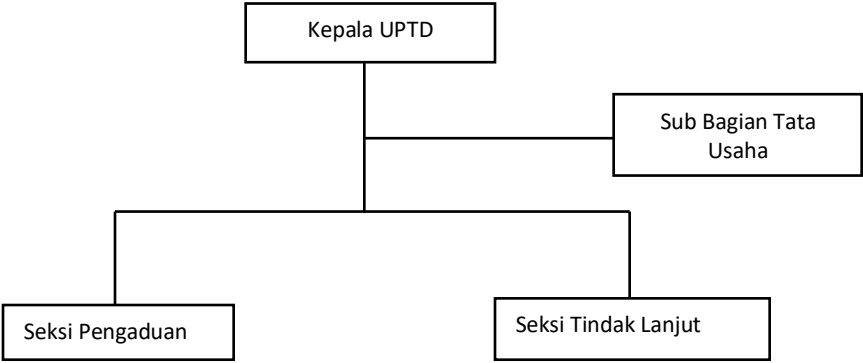 Kepala UPTD
Sub Bagian Tata
Usaha
Seksi Pengaduan
Seksi Tindak Lanjut